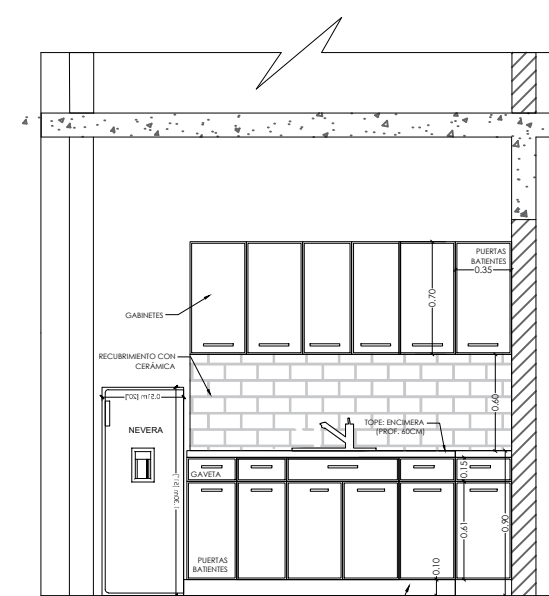 PUERTAS
BATIENTES
0.35
0.70
GABINETES
RECUBRIMIENTO CON
CERÁMICA
0.60
NEVERA
TOPE: ENCIMERA
(PROF. 60CM)
GAVETA
0.15
0.61
0.90
PUERTAS
BATIENTES
0.10